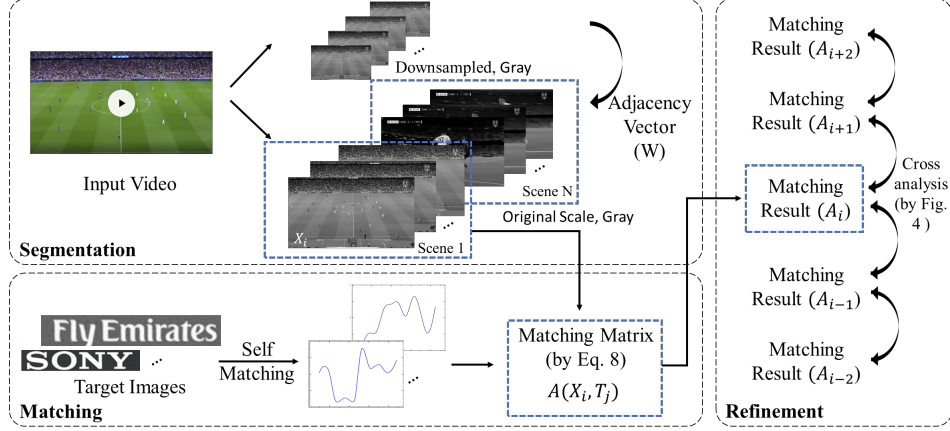 Input Video
Downsampled, Gray
...
Adjacency
Vector
(W)
...
Scene N
X_i
...
Scene 1
Original Scale, Gray
Segmentation
Fly Emirates
SONY
...
Target Images
Self
Matching
...
Matching Matrix
(by Eq. 8)
A(X_i, T_j)
Matching
Matching
Result (A_{i+2})
Matching
Result (A_{i+1})
Matching
Result (A_i)
Matching
Result (A_{i−1})
Matching
Result (A_{i−2})
Cross
analysis
(by Fig.
4 )
Refinement